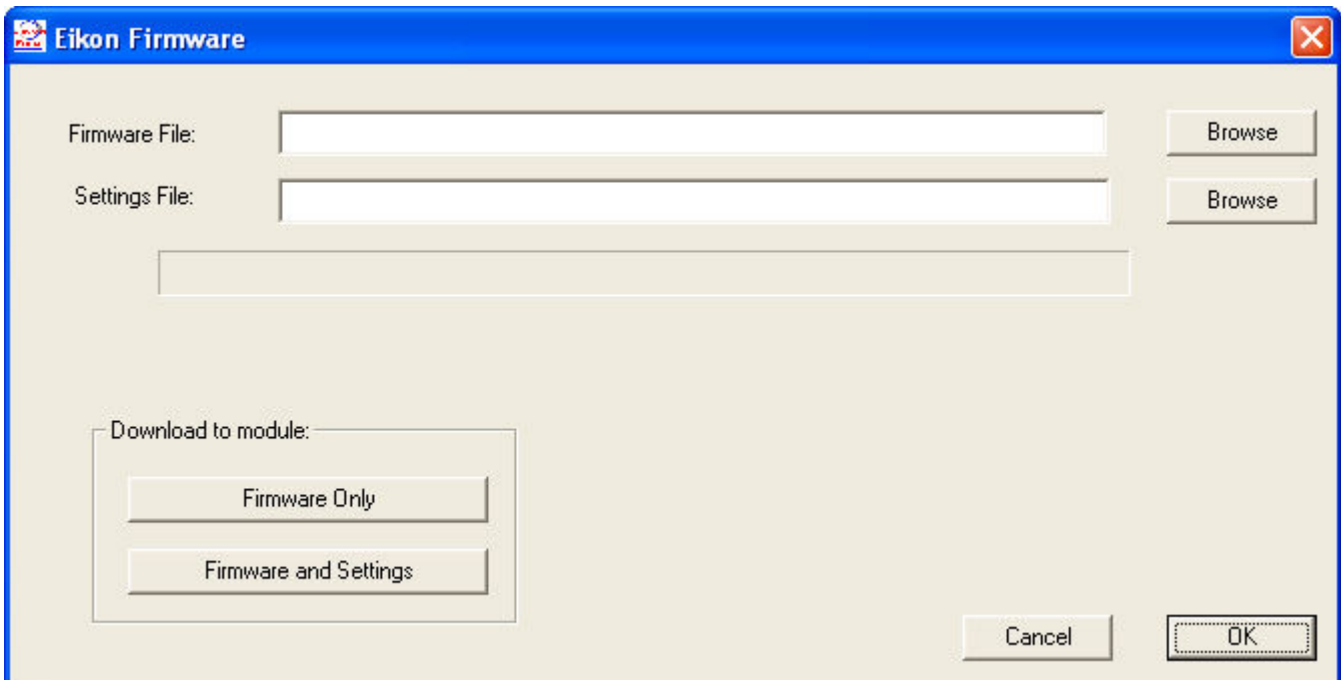 Eikon Firmware
Firmware File:
Browse
Settings File:
Browse
Download to module:
Firmware Only
Firmware and Settings
Cancel
OK